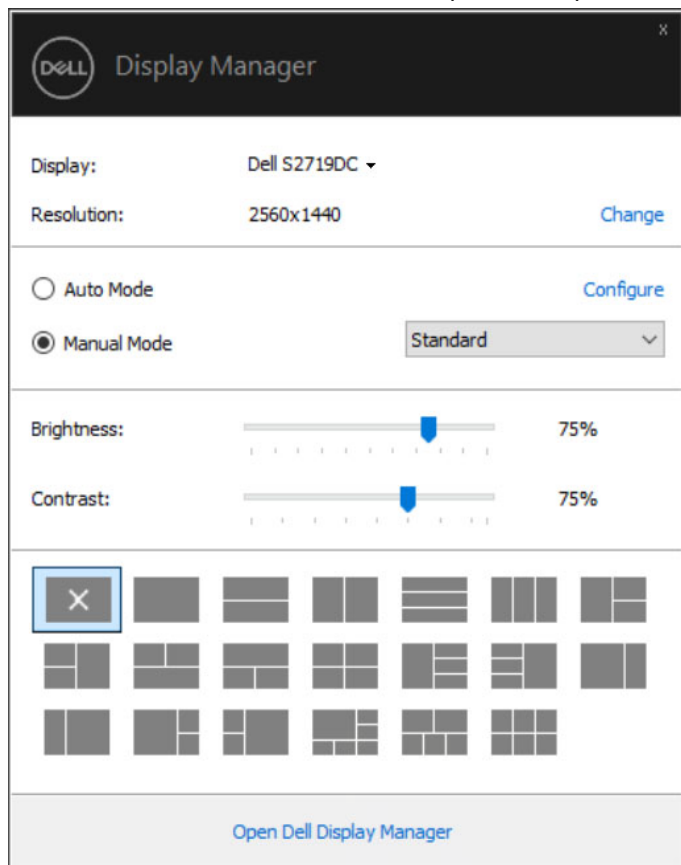 x
DELL Display Manager
Display: Dell S2719DC
Resolution: 2560x1440 Change
Auto Mode Configure
Manual Mode Standard
Brightness: 75%
Contrast: 75%
Open Dell Display Manager